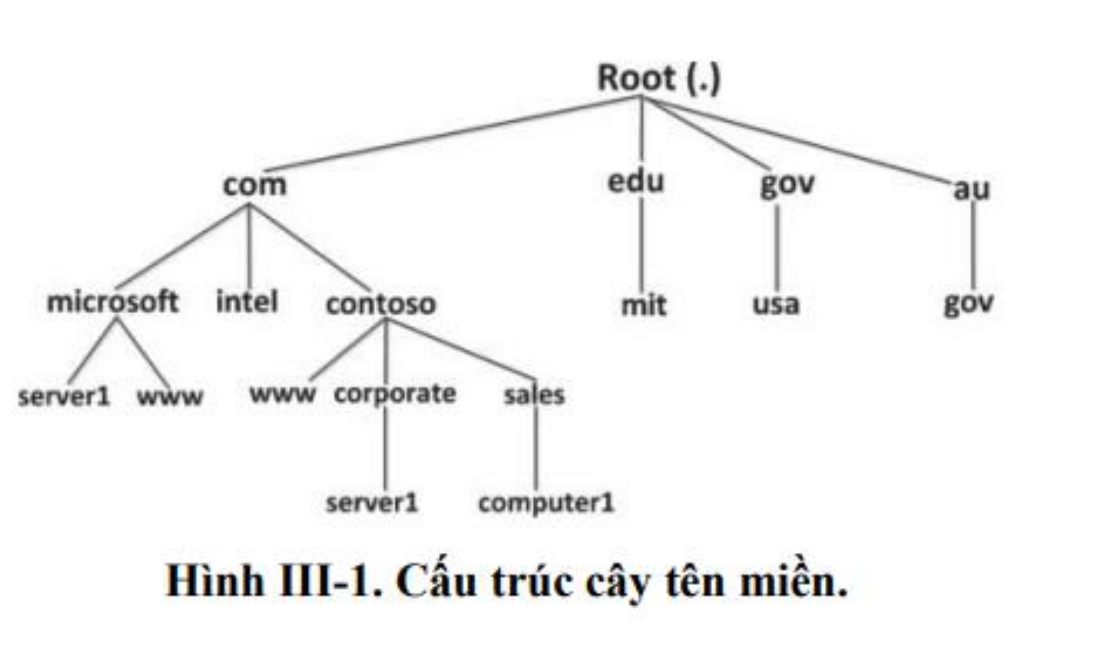 Root (.)
com edu gov au
microsoft intel contoso mit usa gov
server1 www www corporate sales
server1 computer1
Hình III-1. Cấu trúc cây tên miền.